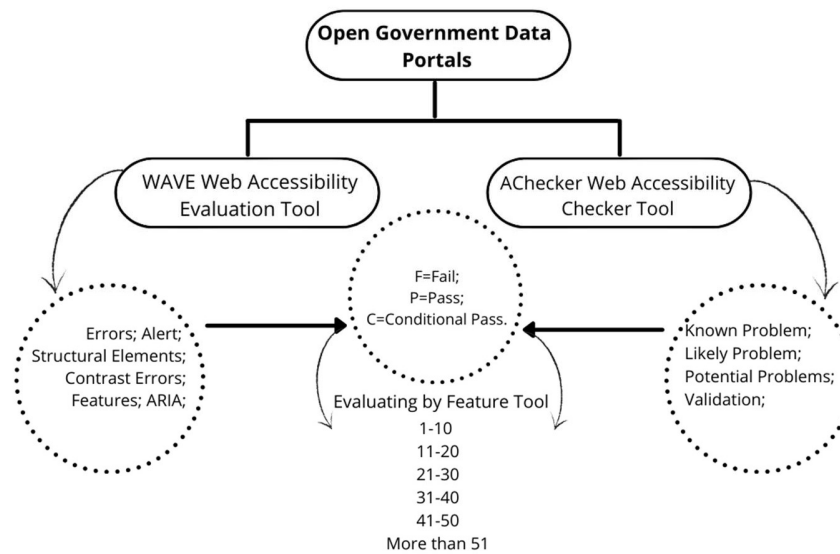 Open Government Data
Portals
WAVE Web Accessibility
Evaluation Tool
AChecker Web Accessibility
Checker Tool
F=Fail;
P=Pass;
C=Conditional Pass.
Errors; Alert;
Structural Elements;
Contrast Errors;
Features; ARIA;
Known Problem;
Likely Problem;
Potential Problems;
Validation;
Evaluating by Feature Tool
1-10
11-20
21-30
31-40
41-50
More than 51